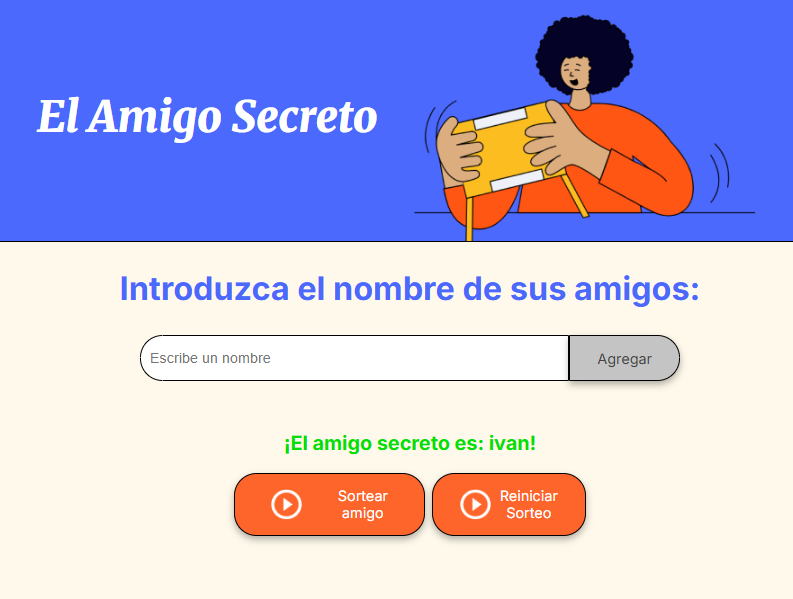 El Amigo Secreto
Introduzca el nombre de sus amigos:
Escribe un nombre
Agregar
¡El amigo secreto es: ivan!
Sortear
amigo
Reiniciar
Sorteo